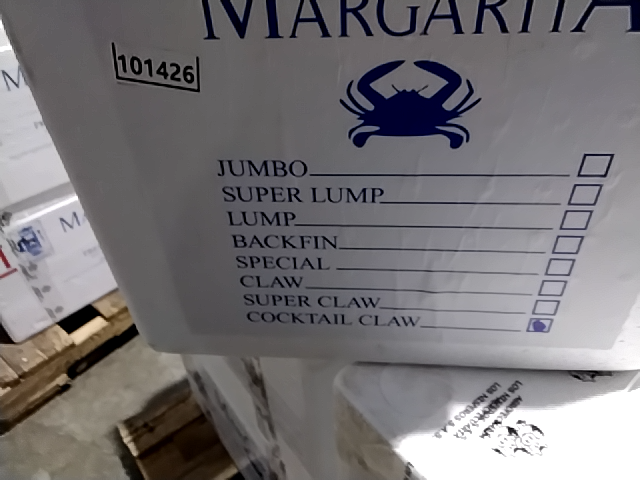 MARGARITA
101426
JUMBO
SUPER LUMP
LUMP
BACKFIN
SPECIAL
CLAW
SUPER CLAW
COCKTAIL CLAW
M